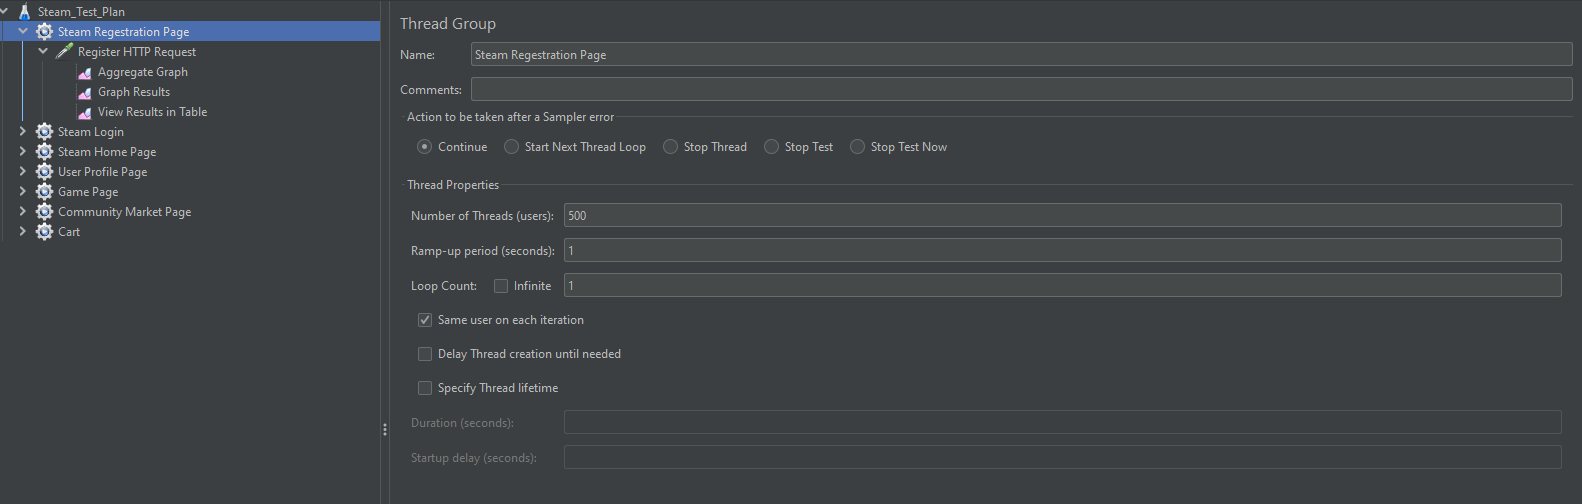 Steam_Test_Plan
Steam Regestration Page
Register HTTP Request
Aggregate Graph
Graph Results
View Results in Table
Steam Login
Steam Home Page
User Profile Page
Game Page
Community Market Page
Cart
Thread Group
Name: Steam Regestration Page
Comments:
Action to be taken after a Sampler error
Continue Start Next Thread Loop Stop Thread Stop Test Stop Test Now
Thread Properties
Number of Threads (users): 500
Ramp-up period (seconds): 1
Loop Count: Infinite 1
Same user on each iteration
Delay Thread creation until needed
Specify Thread lifetime
Duration (seconds):
Startup delay (seconds):